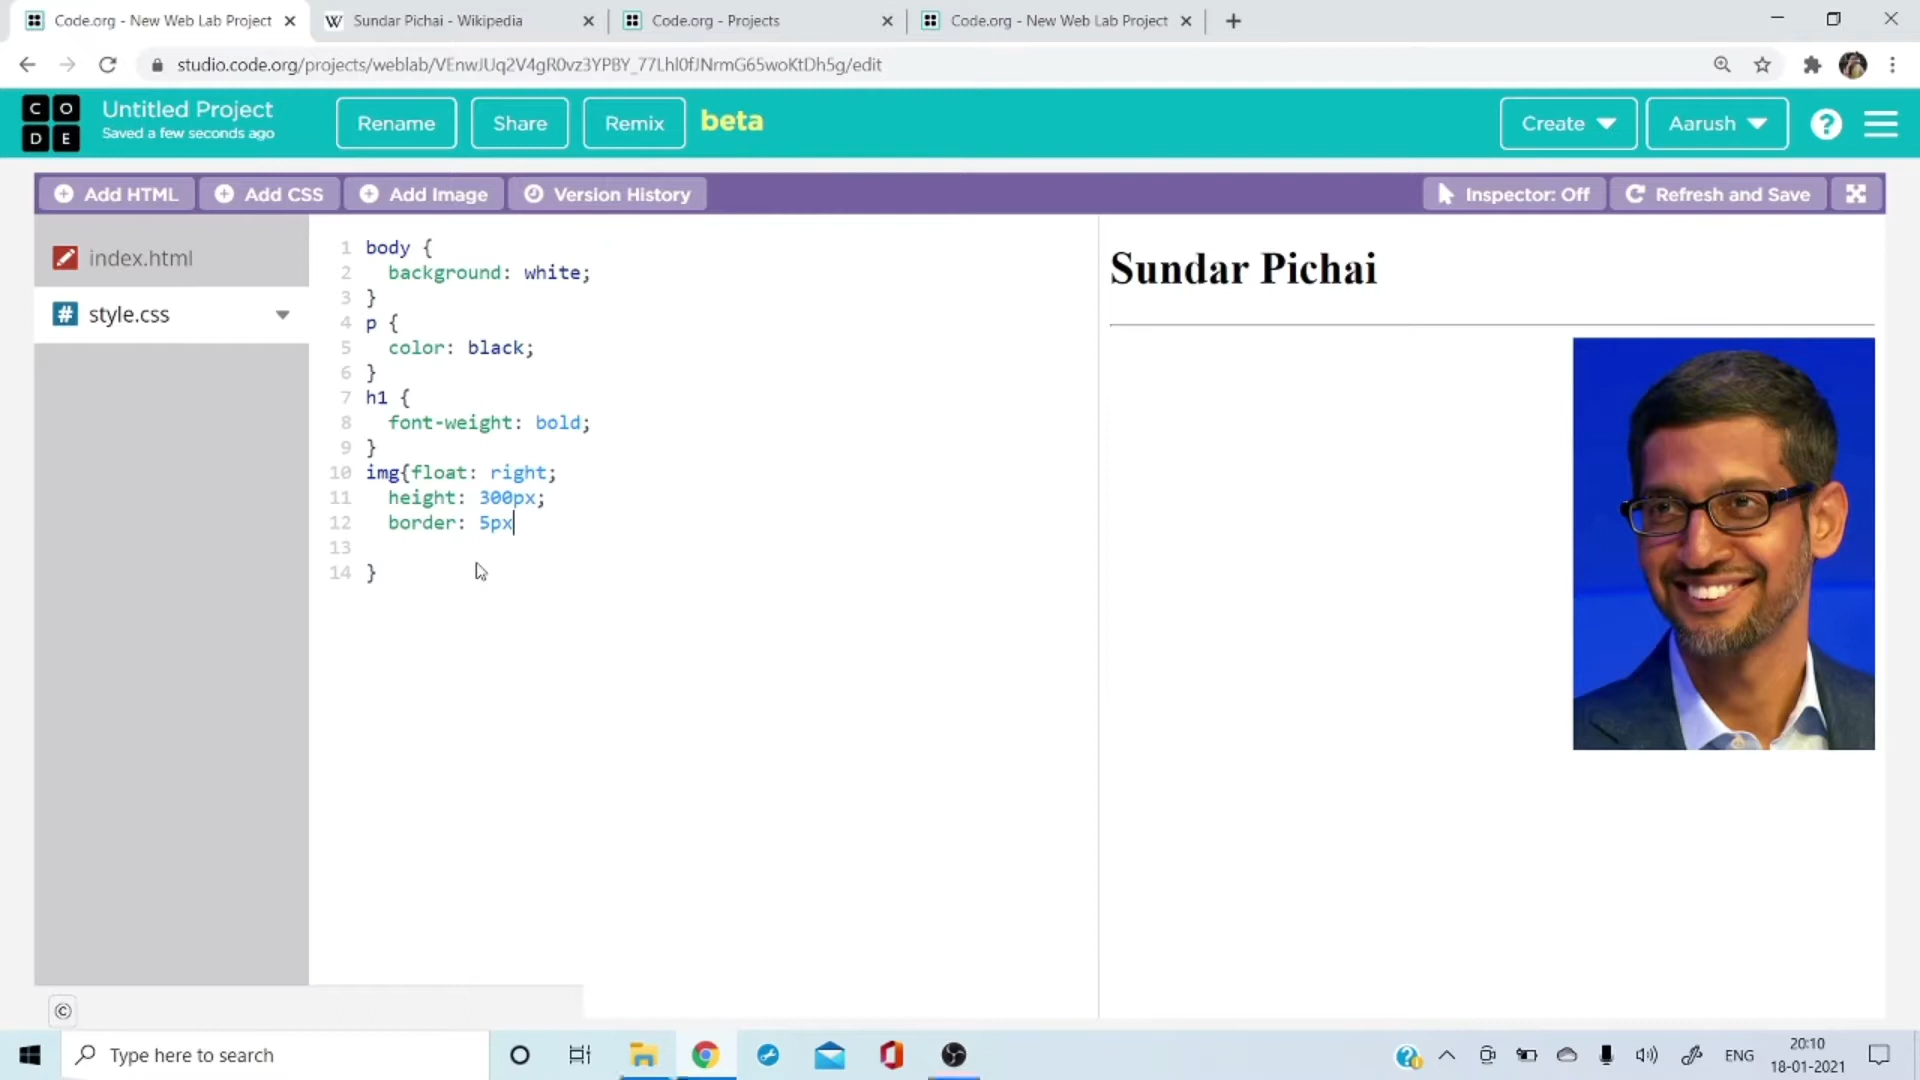 Code.org - New Web Lab Project
Sundar Pichai - Wikipedia
Code.org - Projects
Code.org - New Web Lab Project
studio.code.org/projects/weblab/VEnwJUq2V4gR0vz3YPBY_77Lhl0fJNrmG65woKtDh5g/edit
C O
D E
Untitled Project
Saved a few seconds ago
Rename
Share
Remix
beta
Create
Aarush
?
Add HTML
Add CSS
Add Image
Version History
Inspector: Off
Refresh and Save
index.html
# style.css
1 body {
2 background: white;
3 }
4 p {
5 color: black;
6 }
7 h1 {
8 font-weight: bold;
9 }
10 img{float: right;
11 height: 300px;
12 border: 5px
13
14 }
Sundar Pichai
©
Type here to search
ENG
20:10
18-01-2021